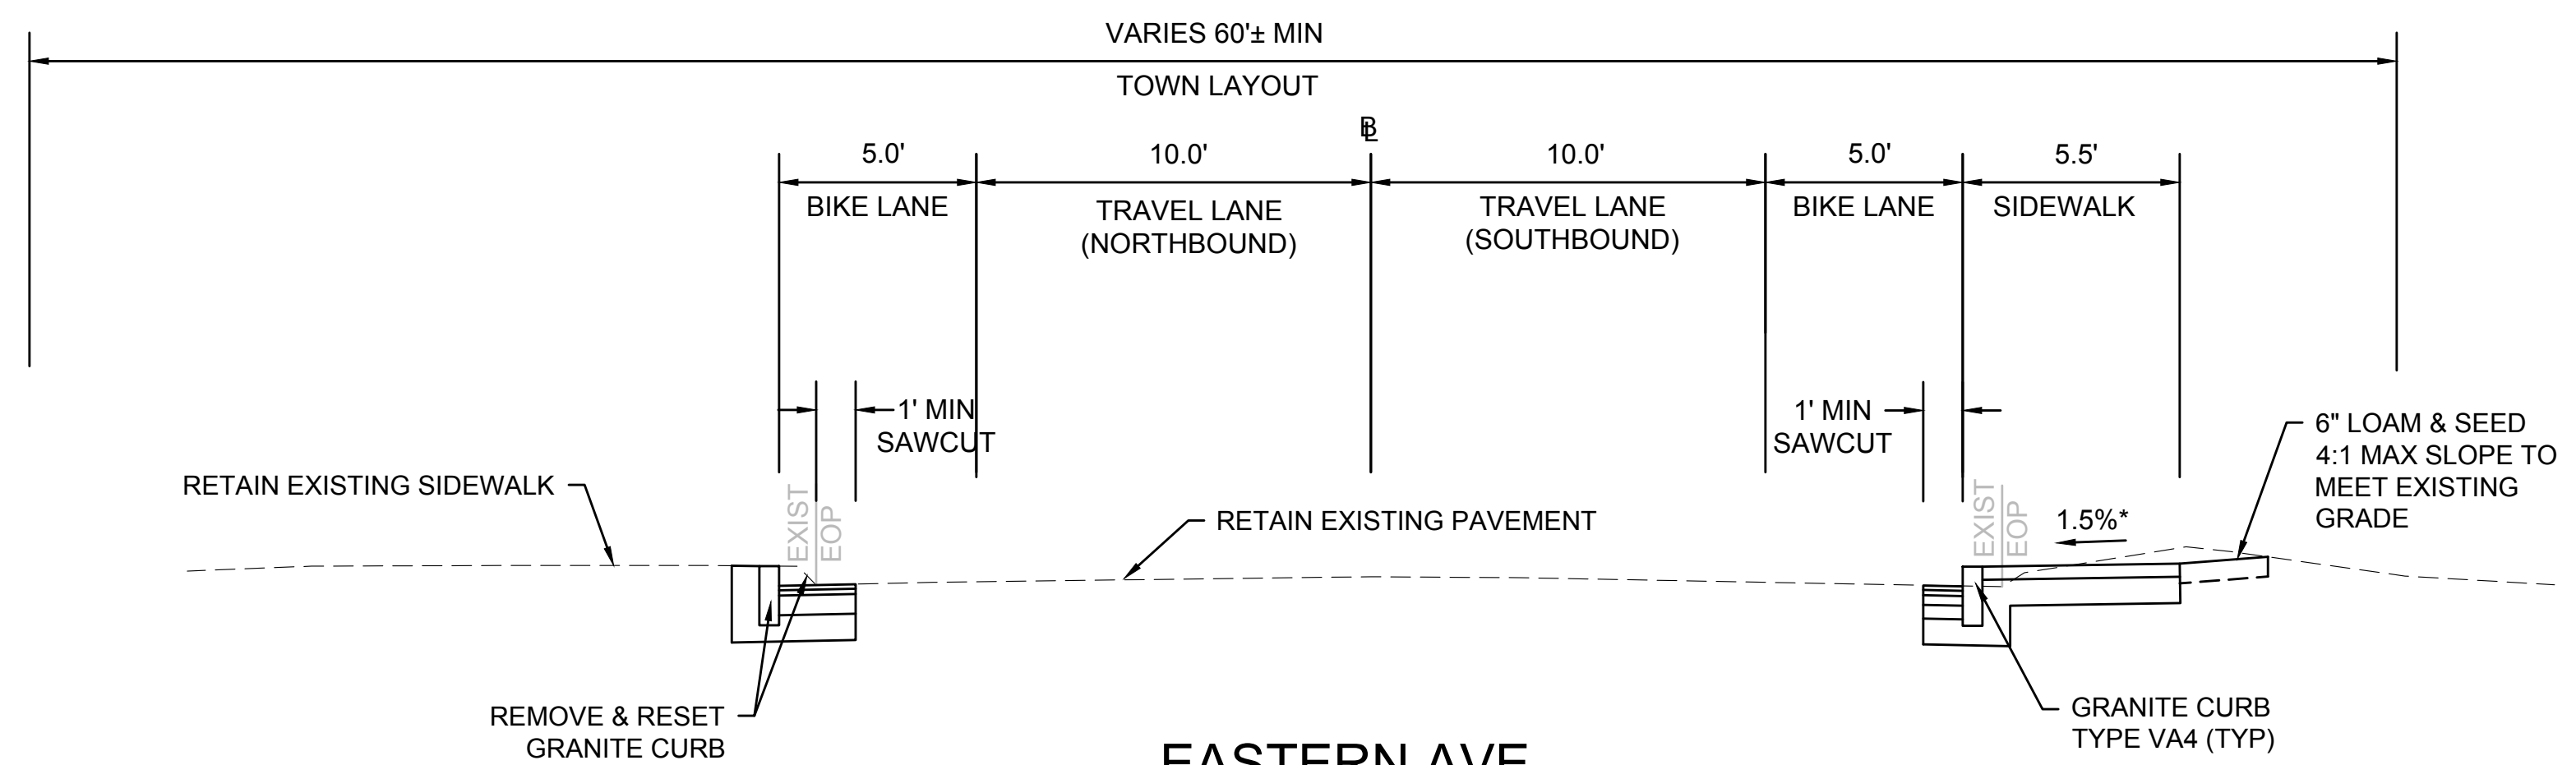 VARIES 60'± MIN
TOWN LAYOUT
BL
5.0'
10.0'
10.0'
5.0'
5.5'
BIKE LANE
TRAVEL LANE
(NORTHBOUND)
TRAVEL LANE
(SOUTHBOUND)
BIKE LANE
SIDEWALK
1' MIN
SAWCUT
1' MIN
SAWCUT
6" LOAM & SEED
4:1 MAX SLOPE TO
MEET EXISTING
GRADE
RETAIN EXISTING SIDEWALK
EXIST
EOP
RETAIN EXISTING PAVEMENT
EXIST
EOP
1.5%*
REMOVE & RESET
GRANITE CURB
GRANITE CURB
TYPE VA4 (TYP)
EASTERN AVE